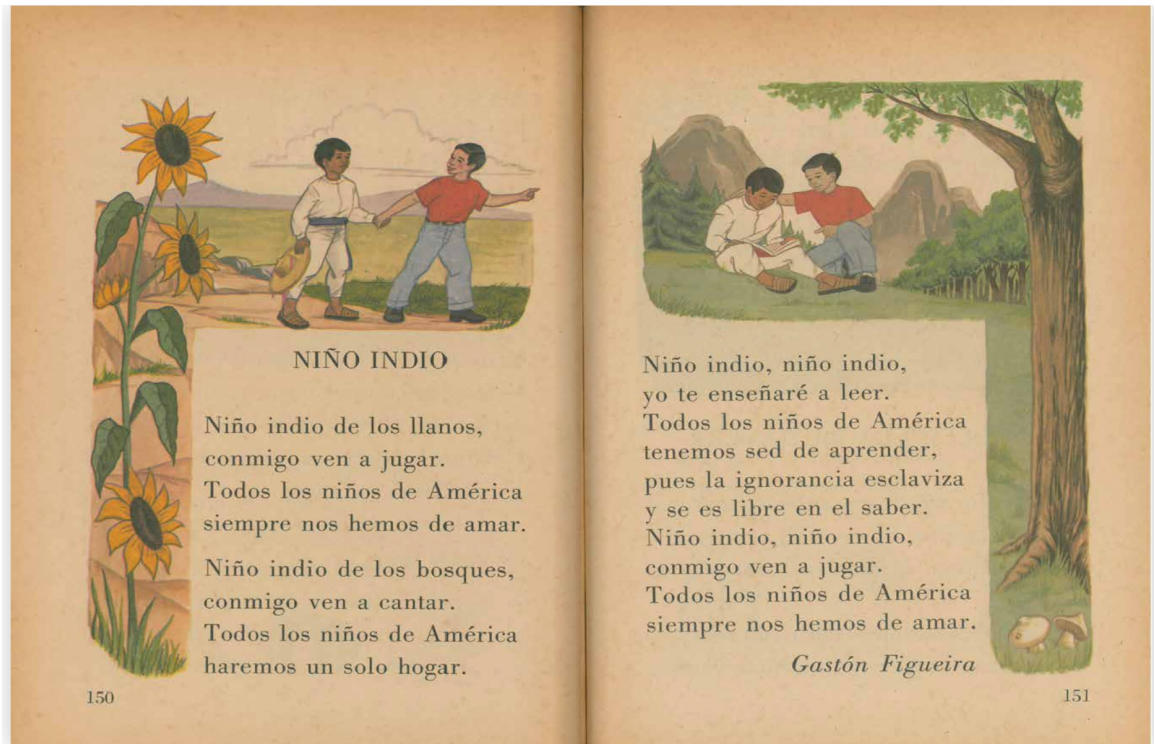 NIÑO INDIO
Niño indio de los llanos,
conmigo ven a jugar.
Todos los niños de América
siempre nos hemos de amar.
Niño indio de los bosques,
conmigo ven a cantar.
Todos los niños de América
haremos un solo hogar.
150
Niño indio, niño indio,
yo te enseñaré a leer.
Todos los niños de América
tenemos sed de aprender,
pues la ignorancia esclaviza
y se es libre en el saber.
Niño indio, niño indio,
conmigo ven a jugar.
Todos los niños de América
siempre nos hemos de amar.
Gastón Figueira
151